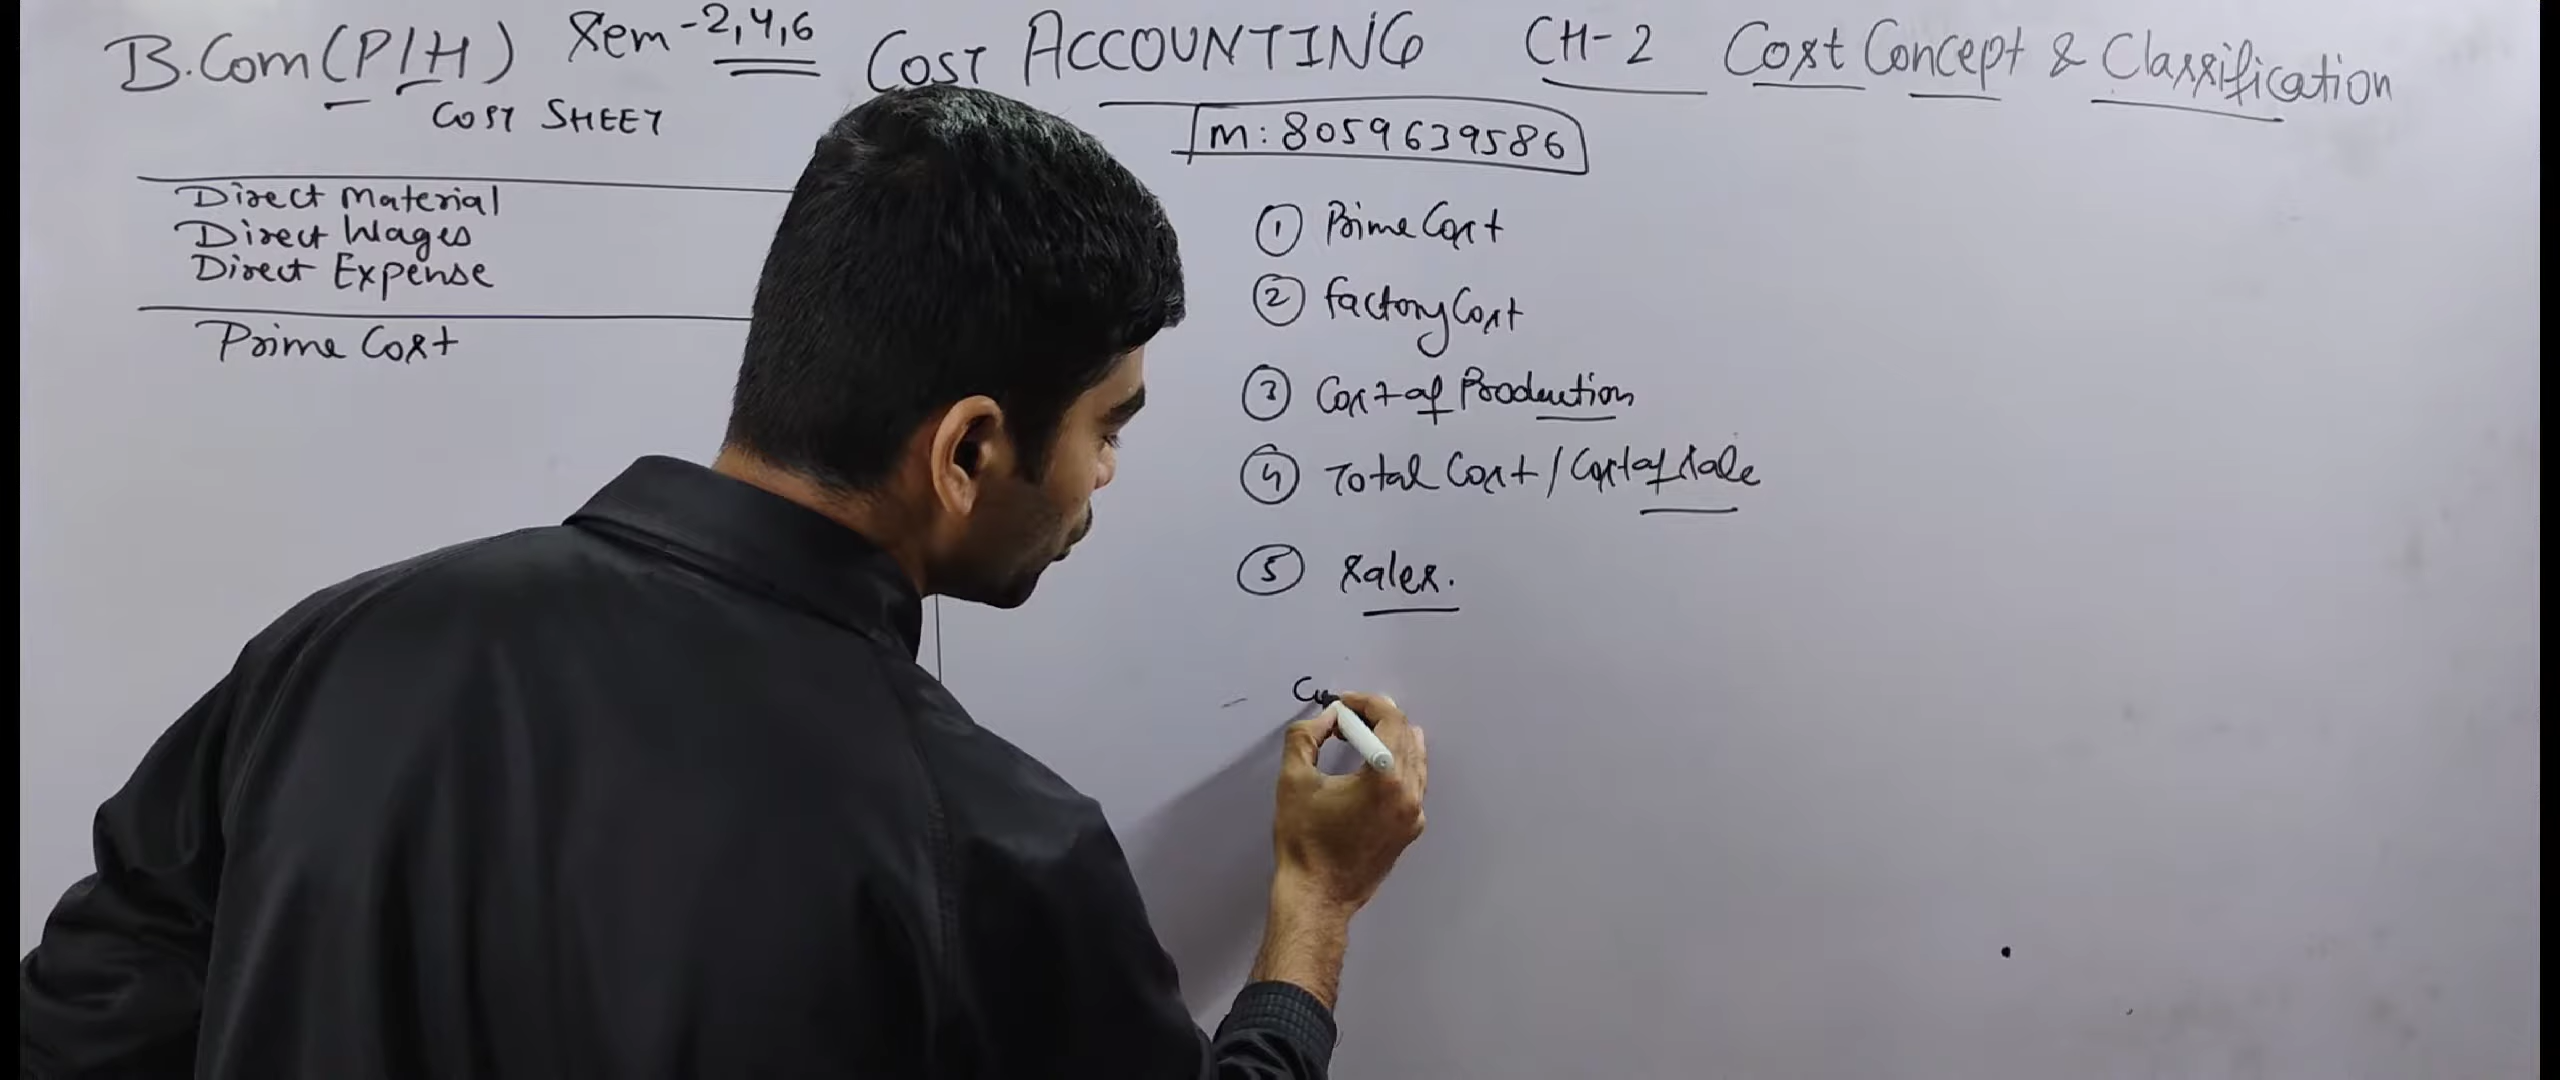 B.Com (P/H) Sem-2,4,6 COST ACCOUNTING CH-2 Cost Concept & Classification
COST SHEET
M: 8059639586
Direct Material
Direct Wages
Direct Expense
Prime Cost
① Prime Cost
② Factory Cost
③ Cost of Production
④ Total Cost / Cost of Sale
⑤ Sales.